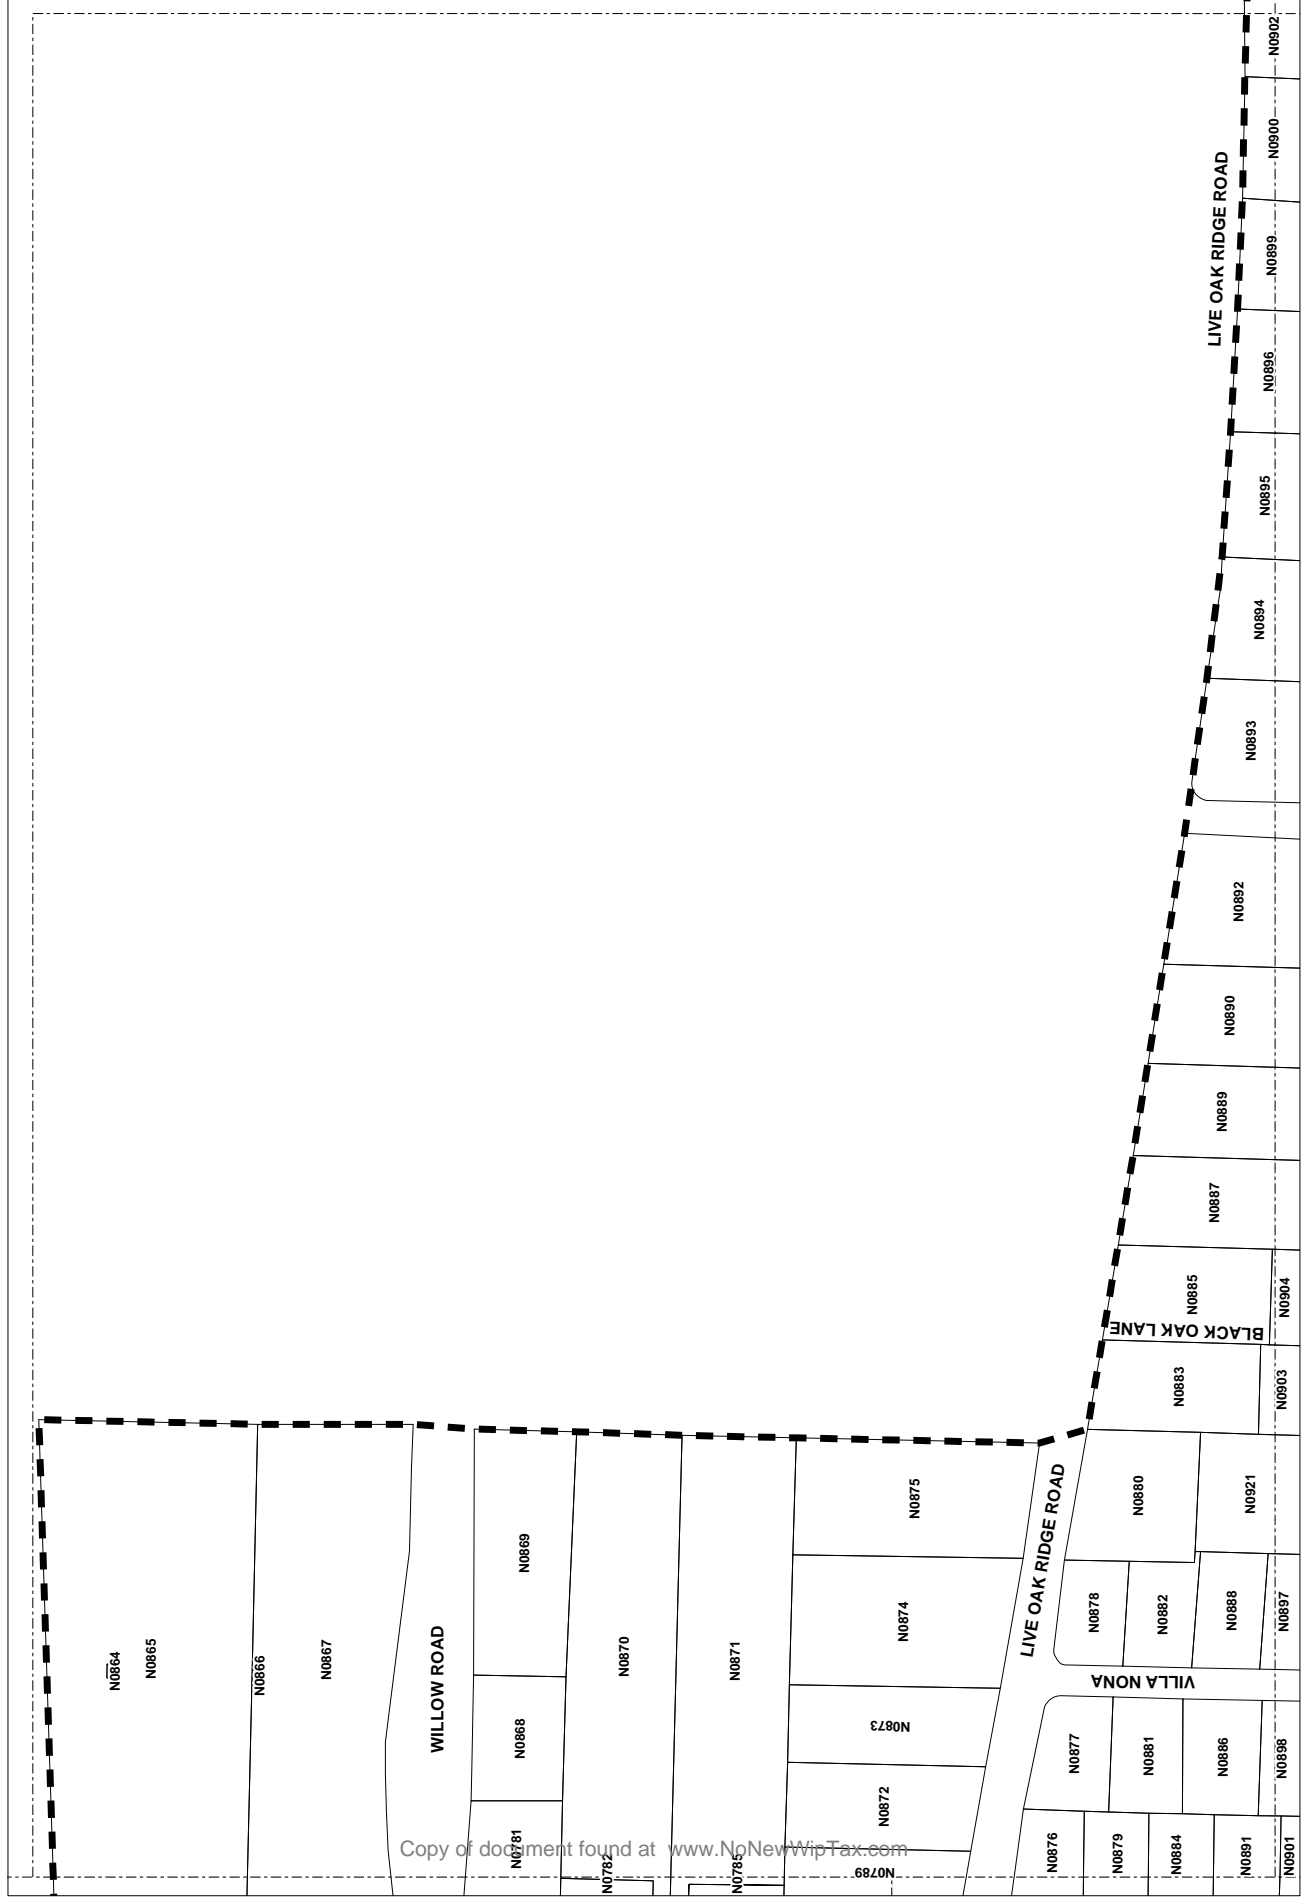 N0902
N0900
LIVE OAK RIDGE ROAD
N0899
N0896
N0895
N0894
N0893
N0892
N0890
N0889
N0887
N0885
N0904
BLACK OAK LANE
N0883
N0903
N0875
LIVE OAK RIDGE ROAD
N0880
N0921
N0869
N0874
N0878
N0882
N0888
N0897
N0864
N0865
N0866
N0867
WILLOW ROAD
N0870
N0871
VILLA NONA
N0868
N0873
N0877
N0881
N0886
N0898
N0872
N0781
N0782
N0785
N0789
N0876
N0879
N0884
N0891
N0901
Copy of document found at www.NoNewWipTax.com